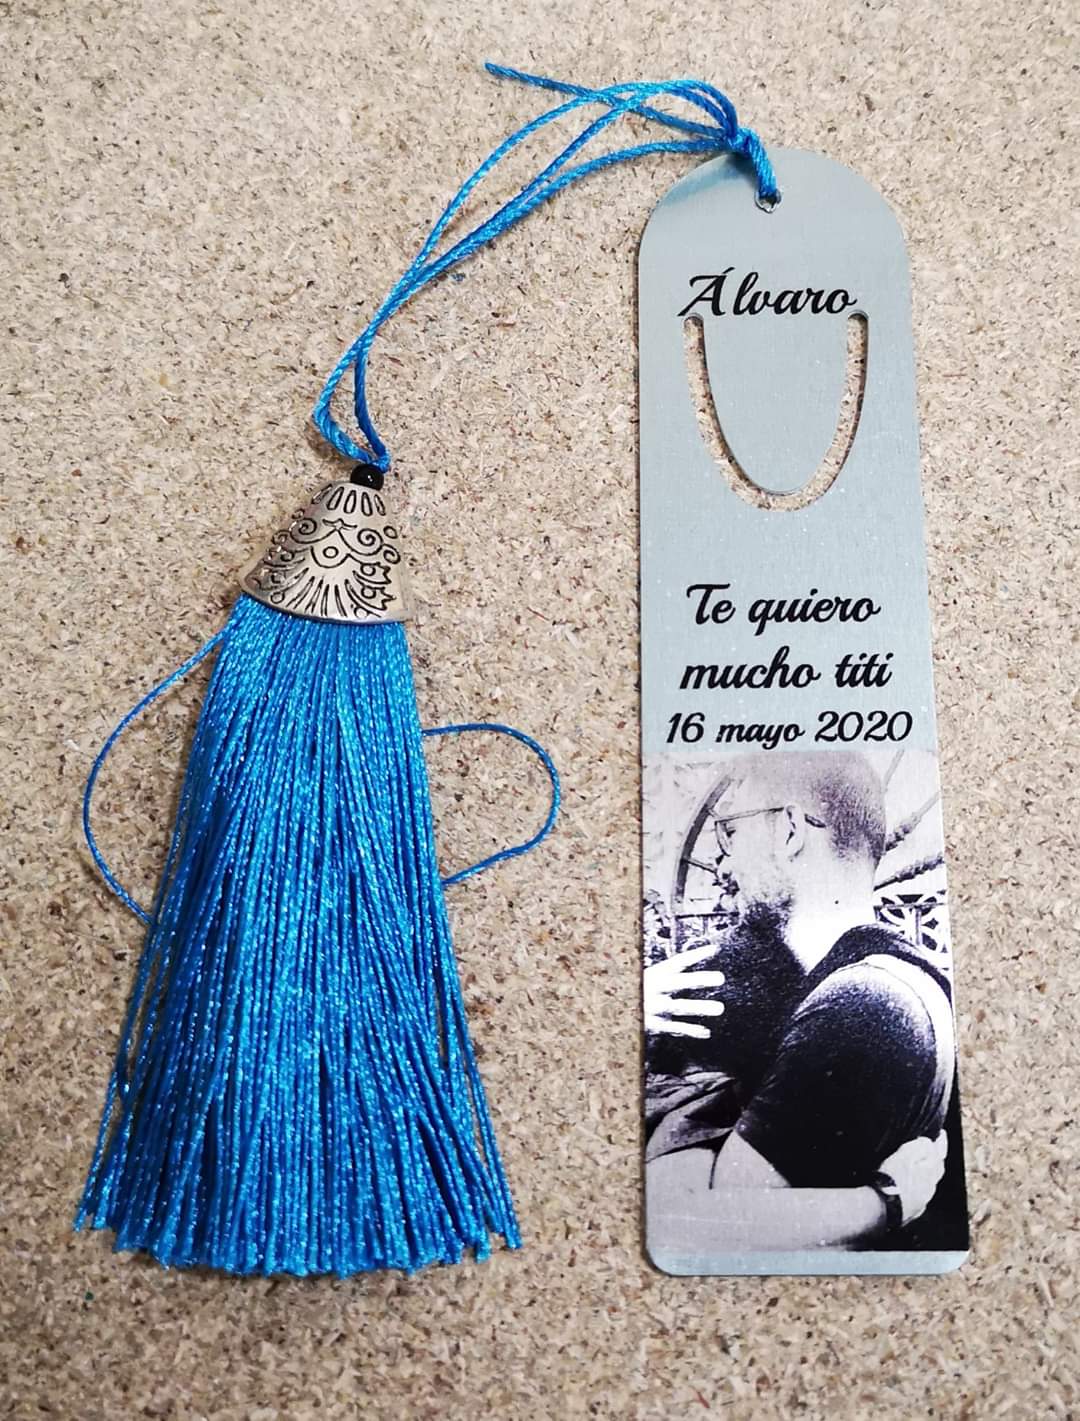 Álvaro
Te quiero
mucho titi
16 mayo 2020